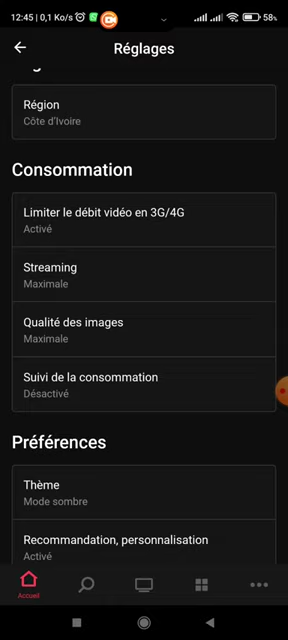 12:45 | 0,1 Ko/s
58%
Réglages
Région
Côte d'Ivoire
Consommation
Limiter le débit vidéo en 3G/4G
Activé
Streaming
Maximale
Qualité des images
Maximale
Suivi de la consommation
Désactivé
Préférences
Thème
Mode sombre
Recommandation, personnalisation
Activé
Accueil